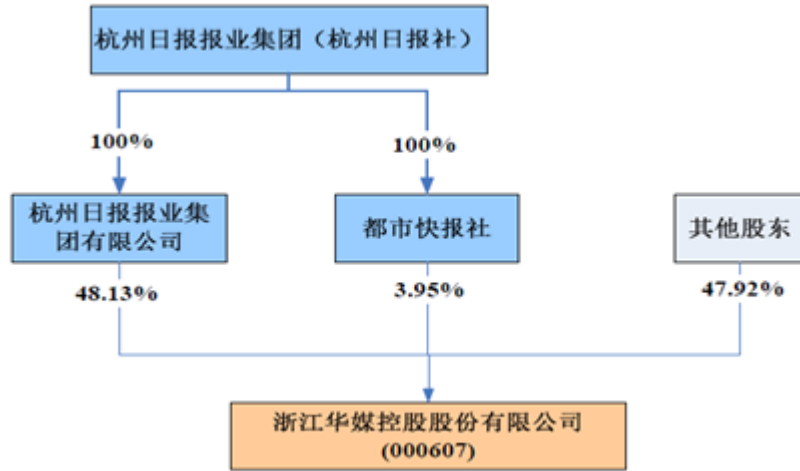 杭州日报报业集团（杭州日报社）
100%
100%
杭州日报报业集
团有限公司
都市快报社
其他股东
48.13%
3.95%
47.92%
浙江华媒控股股份有限公司
(000607)